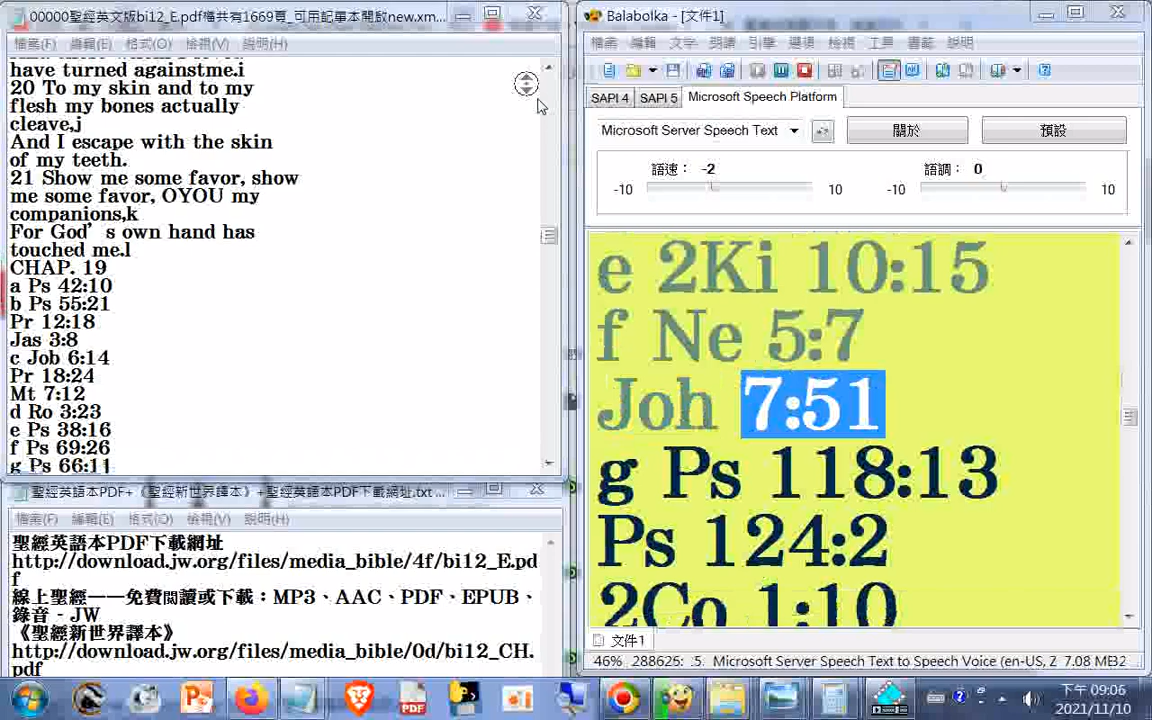 00000聖經英文版bi12_E.pdf檔共有1669頁_可用記事本開啟new.xm...
檔案(F) 編輯(E) 格式(O) 檢視(V) 說明(H)
have turned againstme.i
20 To my skin and to my
flesh my bones actually
cleave,j
And I escape with the skin
of my teeth.
21 Show me some favor, show
me some favor, OYOU my
companions,k
For God’s own hand has
touched me.l
CHAP. 19
a Ps 42:10
b Ps 55:21
Pr 12:18
Jas 3:8
c Job 6:14
Pr 18:24
Mt 7:12
d Ro 3:23
e Ps 38:16
f Ps 69:26
g Ps 66:11
聖經英語本PDF+《聖經新世界譯本》+聖經英語本PDF下載網址.txt ...
檔案(F) 編輯(E) 格式(O) 檢視(V) 說明(H)
聖經英語本PDF下載網址
http://download.jw.org/files/media_bible/4f/bi12_E.pd
f
線上聖經——免費閱讀或下載：MP3、AAC、PDF、EPUB、
錄音 - JW
《聖經新世界譯本》
http://download.jw.org/files/media_bible/0d/bi12_CH.
pdf
Balabolka - [文件1]
檔案 編輯 文字 朗讀 引擎 選項 檢視 工具 書籤 說明
SAPI 4 SAPI 5 Microsoft Speech Platform
Microsoft Server Speech Text
關於 預設
語速： -2 語調： 0
-10 10 -10 10
e 2Ki 10:15
f Ne 5:7
Joh 7:51
g Ps 118:13
Ps 124:2
2Co 1:10
文件1
46% 288625: .5. Microsoft Server Speech Text to Speech Voice (en-US, Z 7.08 MB2
下午 09:06
2021/11/10